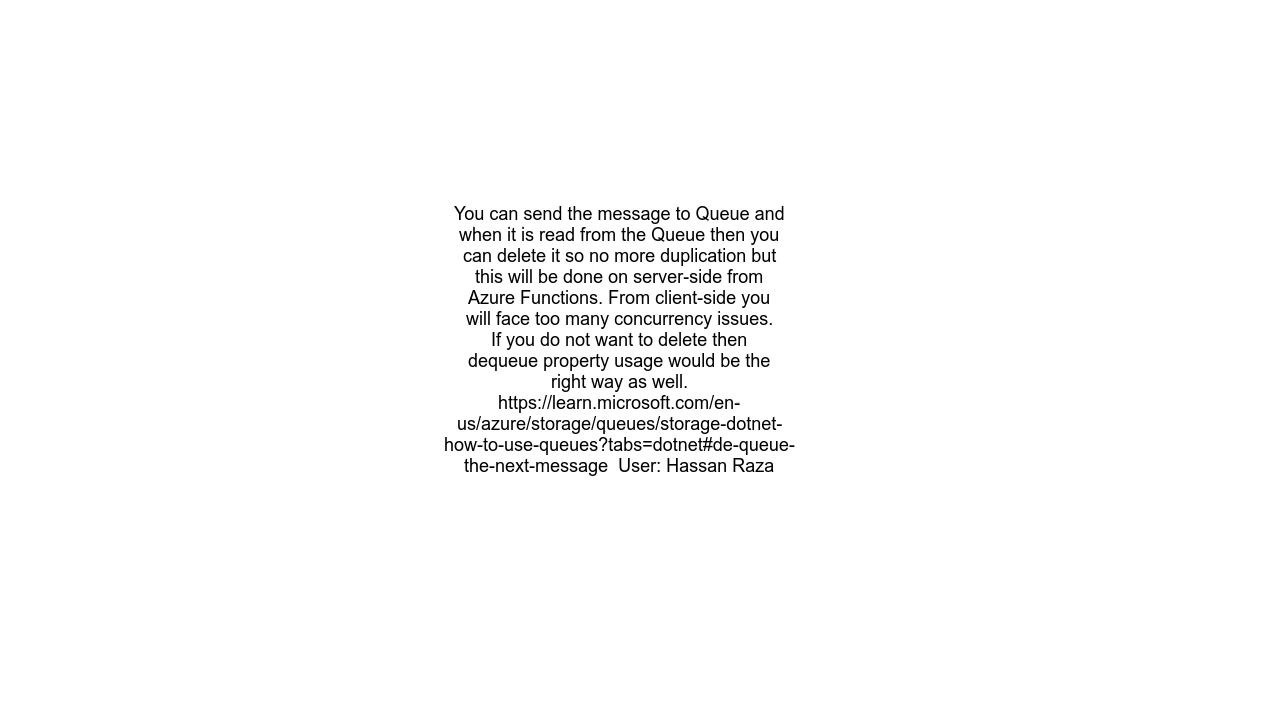 You can send the message to Queue and
when it is read from the Queue then you
can delete it so no more duplication but
this will be done on server-side from
Azure Functions. From client-side you
will face too many concurrency issues.
If you do not want to delete then
dequeue property usage would be the
right way as well.
https://learn.microsoft.com/en-
us/azure/storage/queues/storage-dotnet-
how-to-use-queues?tabs=dotnet#de-queue-
the-next-message  User: Hassan Raza